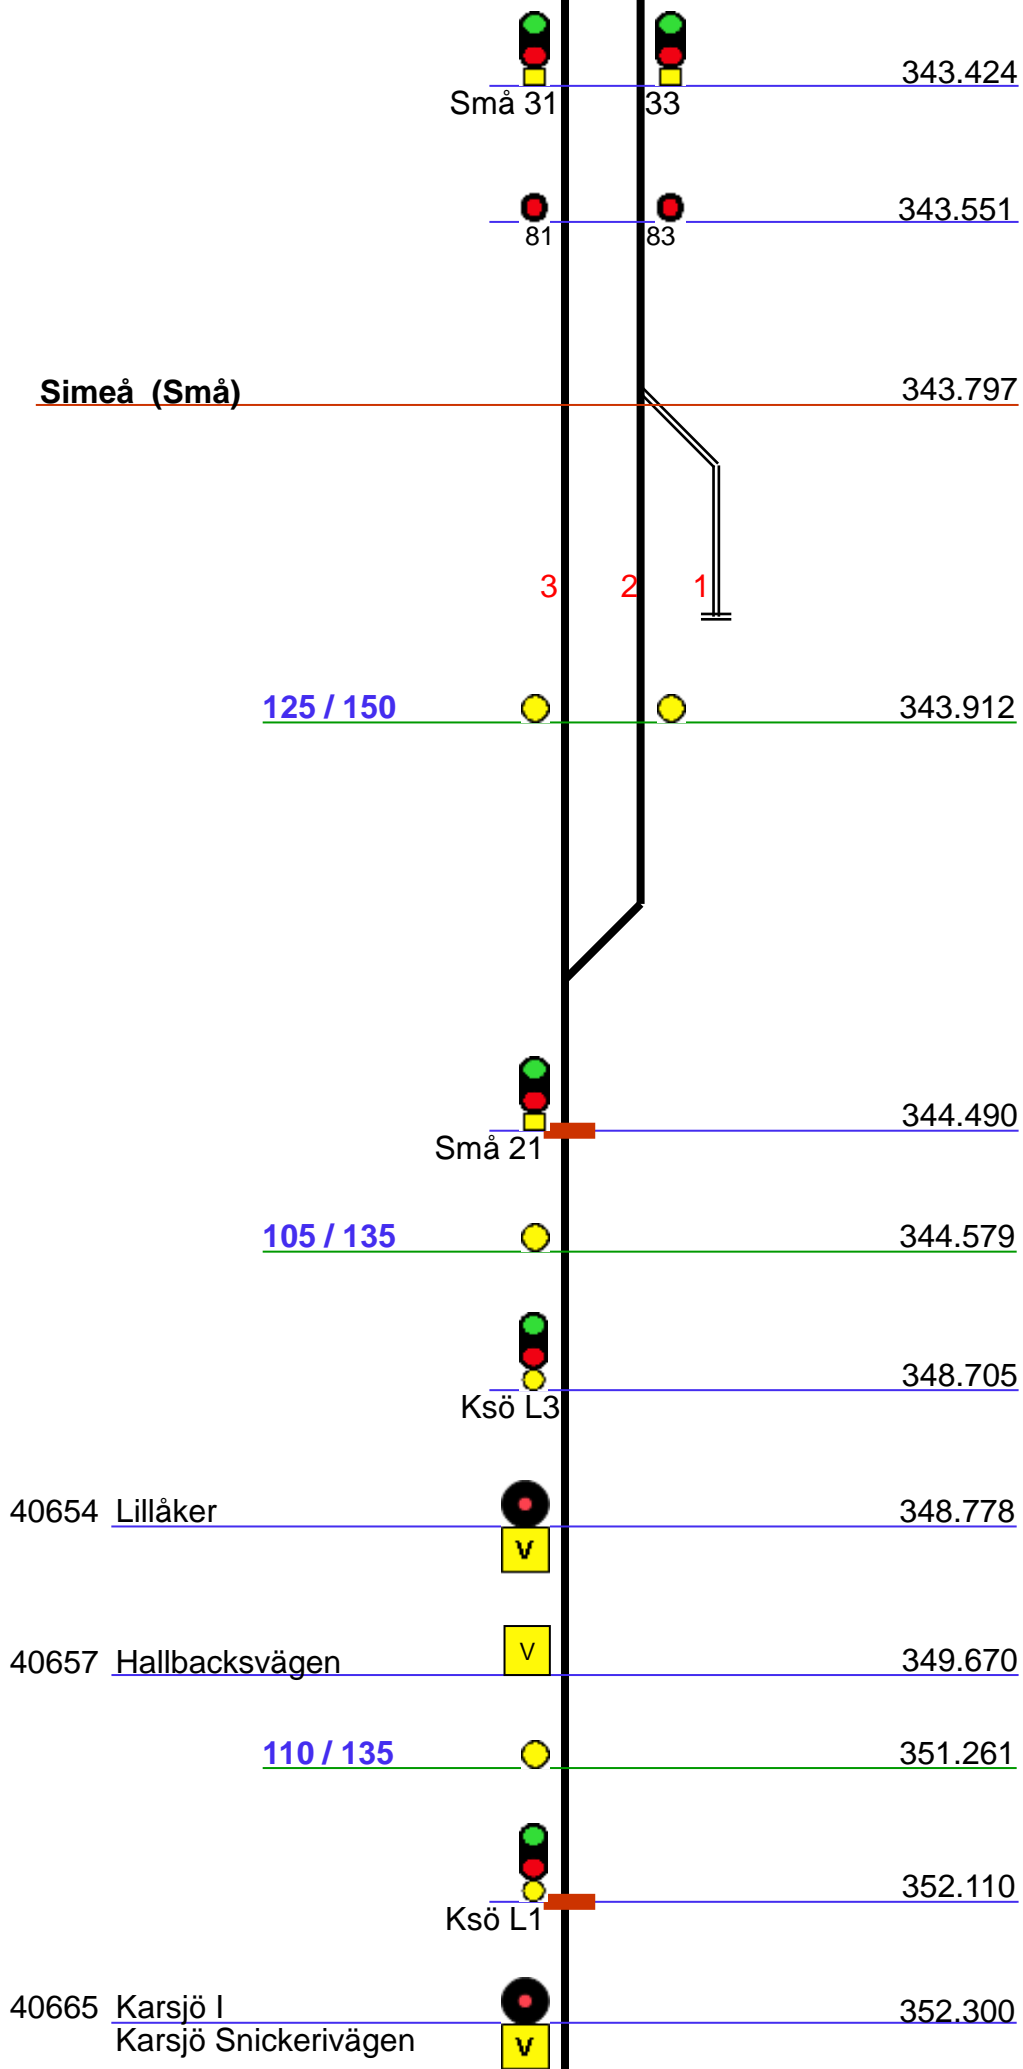 343.424
Små 31 33
343.551
81 83
Simeå (Små) 343.797
3 2 1
125 / 150 343.912
344.490
Små 21
105 / 135 344.579
348.705
Ksö L3
40654 Lillåker 348.778
V
40657 Hallbacksvägen V 349.670
110 / 135 351.261
352.110
Ksö L1
40665 Karsjö I 352.300
Karsjö Snickerivägen V